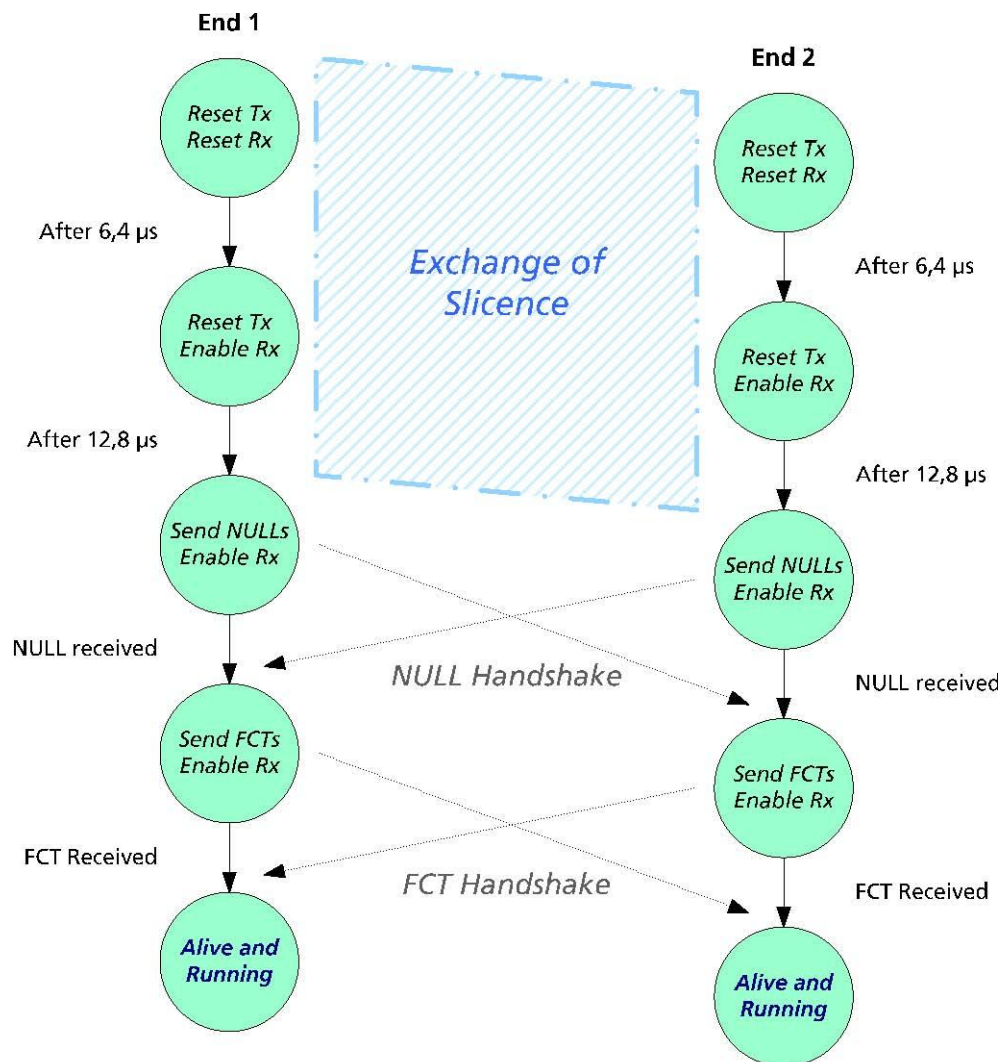 End 1
End 2
Reset Tx
Reset Rx
Reset Tx
Reset Rx
After 6,4 µs
After 6,4 µs
Exchange of
Slicence
Reset Tx
Enable Rx
Reset Tx
Enable Rx
After 12,8 µs
After 12,8 µs
Send NULLs
Enable Rx
Send NULLs
Enable Rx
NULL received
NULL Handshake
NULL received
Send FCTs
Enable Rx
Send FCTs
Enable Rx
FCT Received
FCT Handshake
FCT Received
Alive and
Running
Alive and
Running